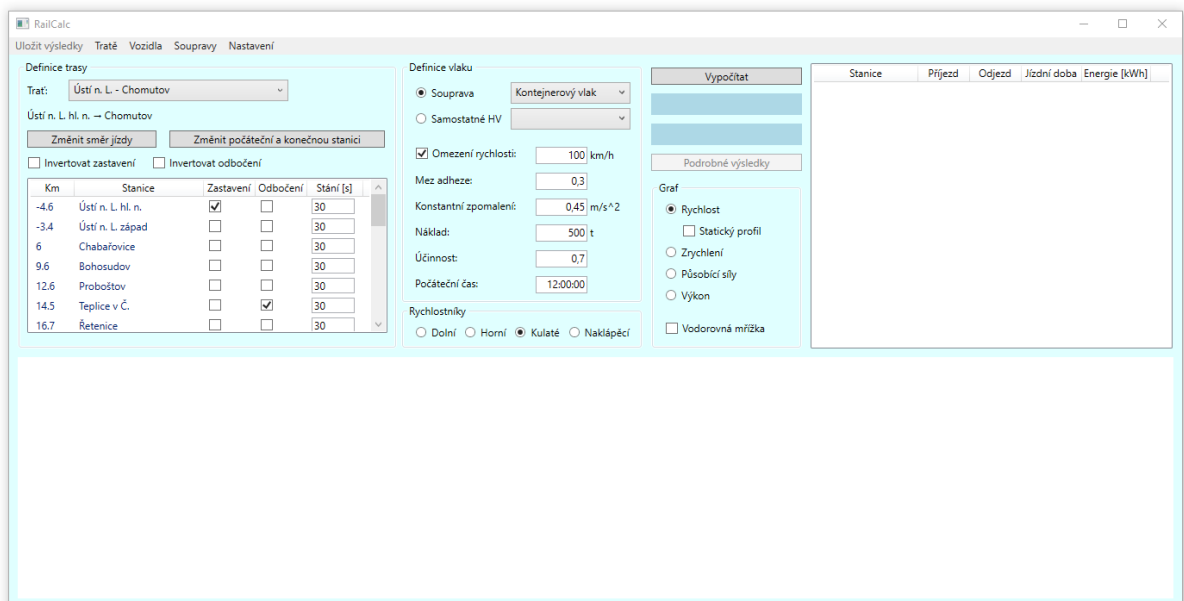 RailCalc
Uložit výsledky Tratě Vozidla Soupravy Nastavení
Definice trasy
Trať: Ústí n. L. - Chomutov
Ústí n. L. hl. n. → Chomutov
Změnit směr jízdy Změnit počáteční a konečnou stanici
Invertovat zastavení Invertovat odbočení
Km Stanice Zastavení Odbočení Stání [s]
-4.6 Ústí n. L. hl. n. 30
-3.4 Ústí n. L. západ 30
6 Chabařovice 30
9.6 Bohosudov 30
12.6 Proboštov 30
14.5 Teplice v Č. 30
16.7 Řetenice 30
Definice vlaku
Souprava Kontejnerový vlak
Samostatné HV
Omezení rychlosti: 100 km/h
Mez adheze: 0,3
Konstantní zpomalení: 0,45 m/s^2
Náklad: 500 t
Účinnost: 0,7
Počáteční čas: 12:00:00
Rychlostníky
Dolní Horní Kulaté Naklápěcí
Vypočítat
Podrobné výsledky
Graf
Rychlost
Statický profil
Zrychlení
Působící síly
Výkon
Vodorovná mřížka
Stanice Příjezd Odjezd Jízdní doba Energie [kWh]